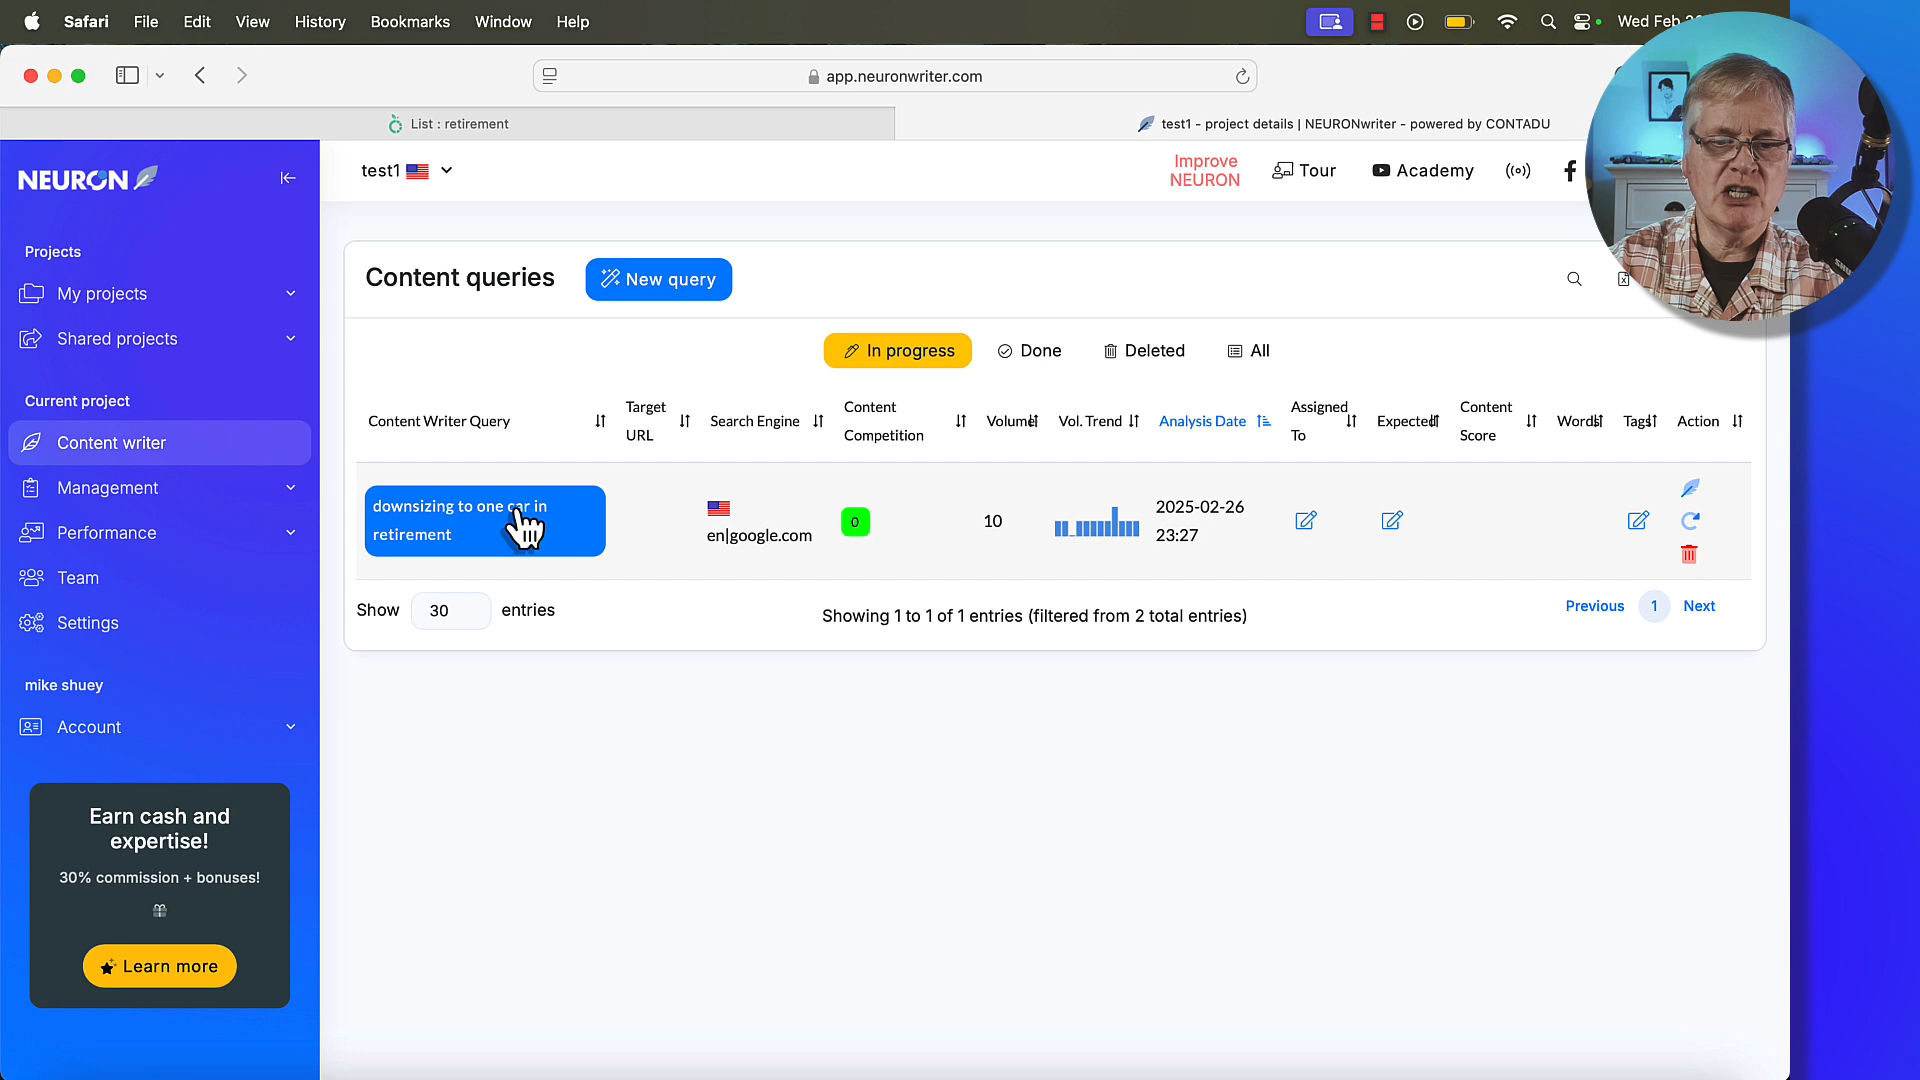 Safari File Edit View History Bookmarks Window Help Wed Feb
app.neuronwriter.com
List : retirement
test1 - project details | NEURONwriter - powered by CONTADU
NEURON
test1
Improve
NEURON
Tour
Academy
Projects
My projects
Shared projects
Current project
Content writer
Management
Performance
Team
Settings
mike shuey
Account
Earn cash and
expertise!
30% commission + bonuses!
Learn more
Content queries
New query
In progress
Done
Deleted
All
Content Writer Query
Target
URL
Search Engine
Content
Competition
Volume
Vol. Trend
Analysis Date
Assigned
To
Expected
Content
Score
Words
Tags
Action
downsizing to one car in
retirement
en|google.com
0
10
2025-02-26
23:27
Show 30 entries
Showing 1 to 1 of 1 entries (filtered from 2 total entries)
Previous 1 Next